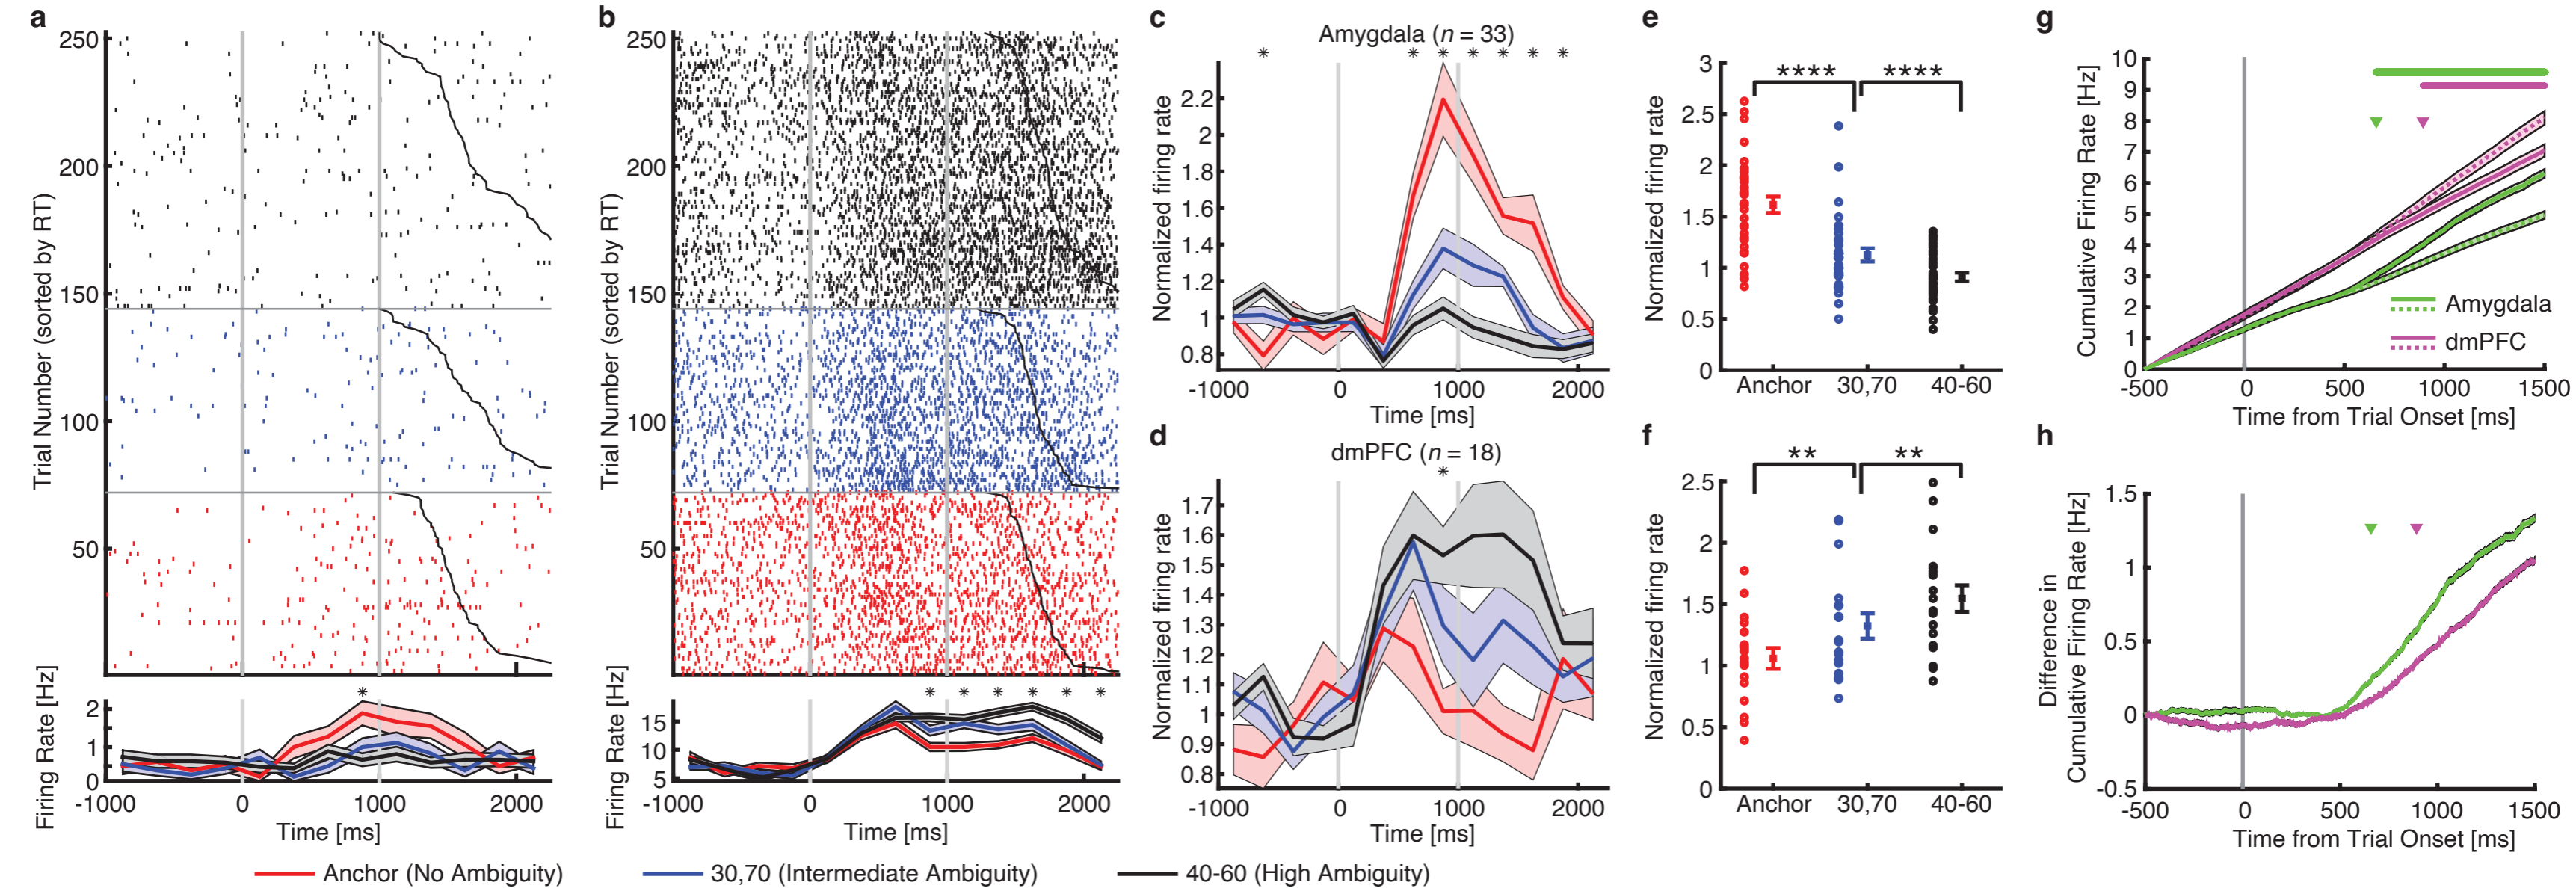 a
250
200
150
100
50
Trial Number (sorted by RT)
*
2
1
0
Firing Rate [Hz]
-1000
0
1000
2000
Time [ms]
b
250
200
150
100
50
Trial Number (sorted by RT)
* * * * * *
15
10
5
Firing Rate [Hz]
-1000
0
1000
2000
Time [ms]
Anchor (No Ambiguity)
30,70 (Intermediate Ambiguity)
40-60 (High Ambiguity)
c
Amygdala (n = 33)
* * * * * * *
2.2
2
1.8
1.6
1.4
1.2
1
0.8
Normalized firing rate
-1000
0
1000
2000
Time [ms]
d
dmPFC (n = 18)
*
1.7
1.6
1.5
1.4
1.3
1.2
1.1
1
0.9
0.8
Normalized firing rate
-1000
0
1000
2000
Time [ms]
e
3
2.5
2
1.5
1
0.5
0
Normalized firing rate
**** ****
Anchor
30,70
40-60
f
2.5
2
1.5
1
0.5
0
Normalized firing rate
** **
Anchor
30,70
40-60
g
10
9
8
7
6
5
4
3
2
1
0
Cumulative Firing Rate [Hz]
Amygdala
dmPFC
-500
0
500
1000
1500
Time from Trial Onset [ms]
h
1.5
1
0.5
0
-0.5
Difference in
Cumulative Firing Rate [Hz]
-500
0
500
1000
1500
Time from Trial Onset [ms]